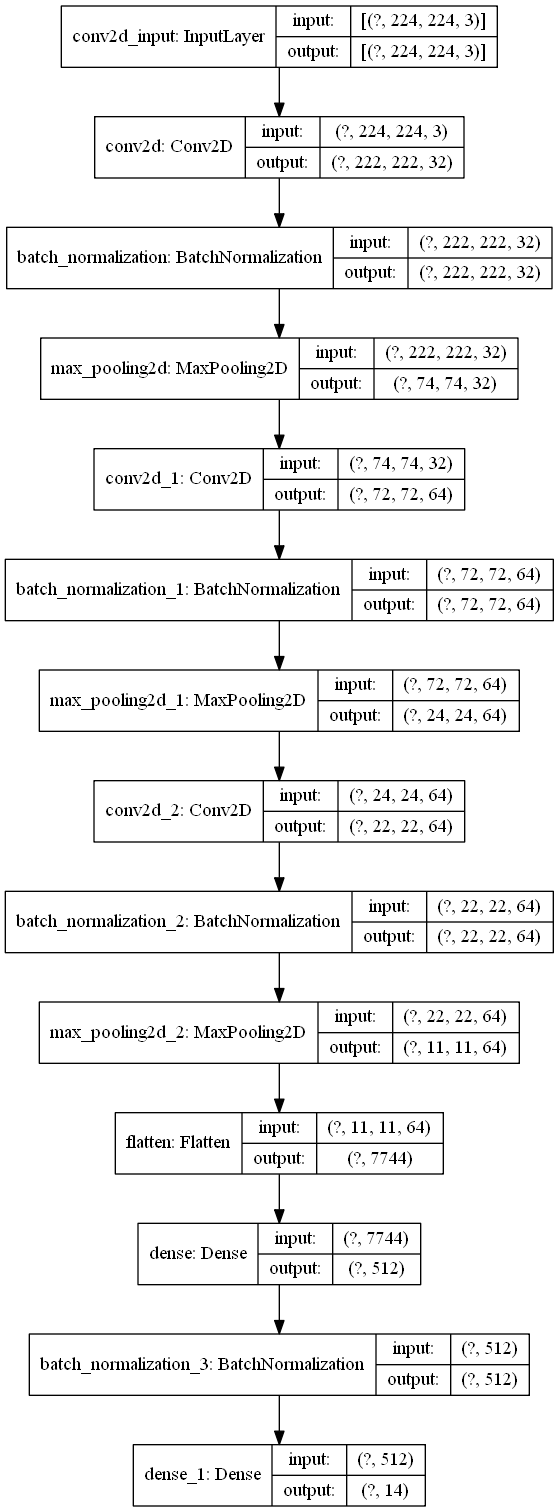 conv2d_input: InputLayer
input: [(?, 224, 224, 3)]
output: [(?, 224, 224, 3)]
conv2d: Conv2D
input: (?, 224, 224, 3)
output: (?, 222, 222, 32)
batch_normalization: BatchNormalization
input: (?, 222, 222, 32)
output: (?, 222, 222, 32)
max_pooling2d: MaxPooling2D
input: (?, 222, 222, 32)
output: (?, 74, 74, 32)
conv2d_1: Conv2D
input: (?, 74, 74, 32)
output: (?, 72, 72, 64)
batch_normalization_1: BatchNormalization
input: (?, 72, 72, 64)
output: (?, 72, 72, 64)
max_pooling2d_1: MaxPooling2D
input: (?, 72, 72, 64)
output: (?, 24, 24, 64)
conv2d_2: Conv2D
input: (?, 24, 24, 64)
output: (?, 22, 22, 64)
batch_normalization_2: BatchNormalization
input: (?, 22, 22, 64)
output: (?, 22, 22, 64)
max_pooling2d_2: MaxPooling2D
input: (?, 22, 22, 64)
output: (?, 11, 11, 64)
flatten: Flatten
input: (?, 11, 11, 64)
output: (?, 7744)
dense: Dense
input: (?, 7744)
output: (?, 512)
batch_normalization_3: BatchNormalization
input: (?, 512)
output: (?, 512)
dense_1: Dense
input: (?, 512)
output: (?, 14)